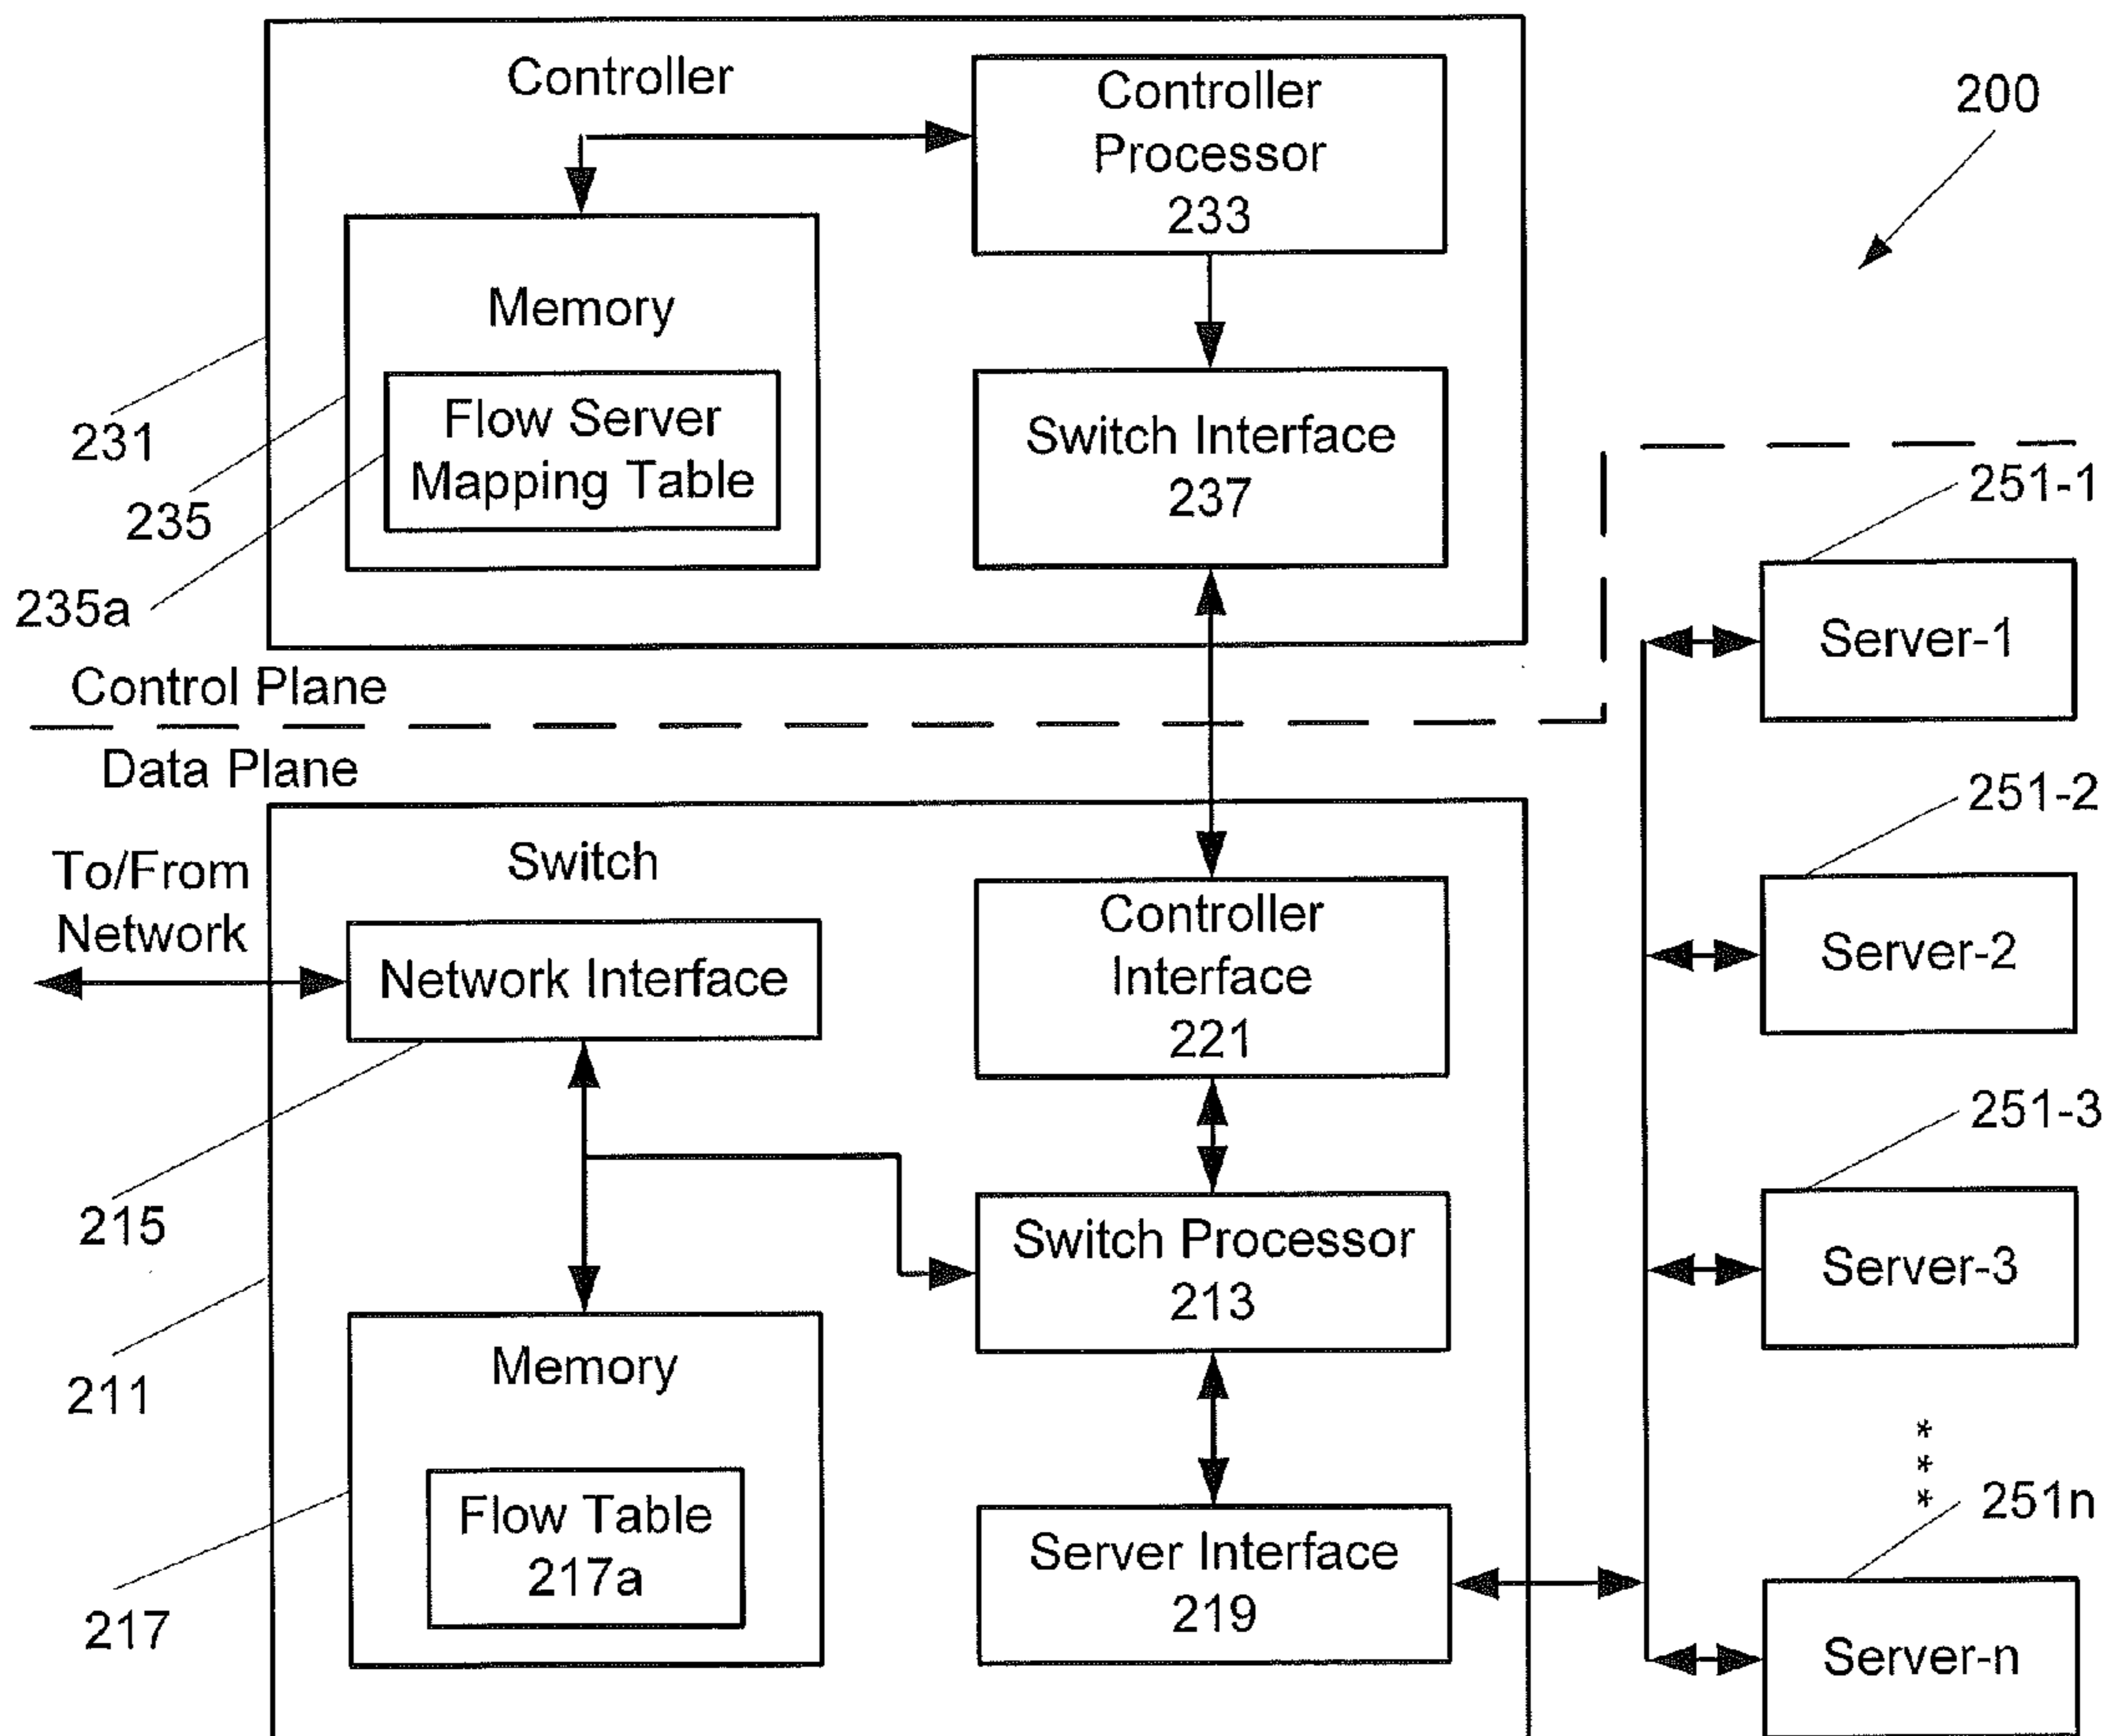 Controller
Controller
Processor
233
200
Memory
Flow Server
Mapping Table
Switch Interface
237
231
235
235a
251-1
Server-1
Control Plane
Data Plane
251-2
To/From
Network
Switch
Network Interface
Controller
Interface
221
Server-2
251-3
215
Switch Processor
213
Server-3
211
Memory
Flow Table
217a
* * *
251n
Server Interface
219
217
Server-n